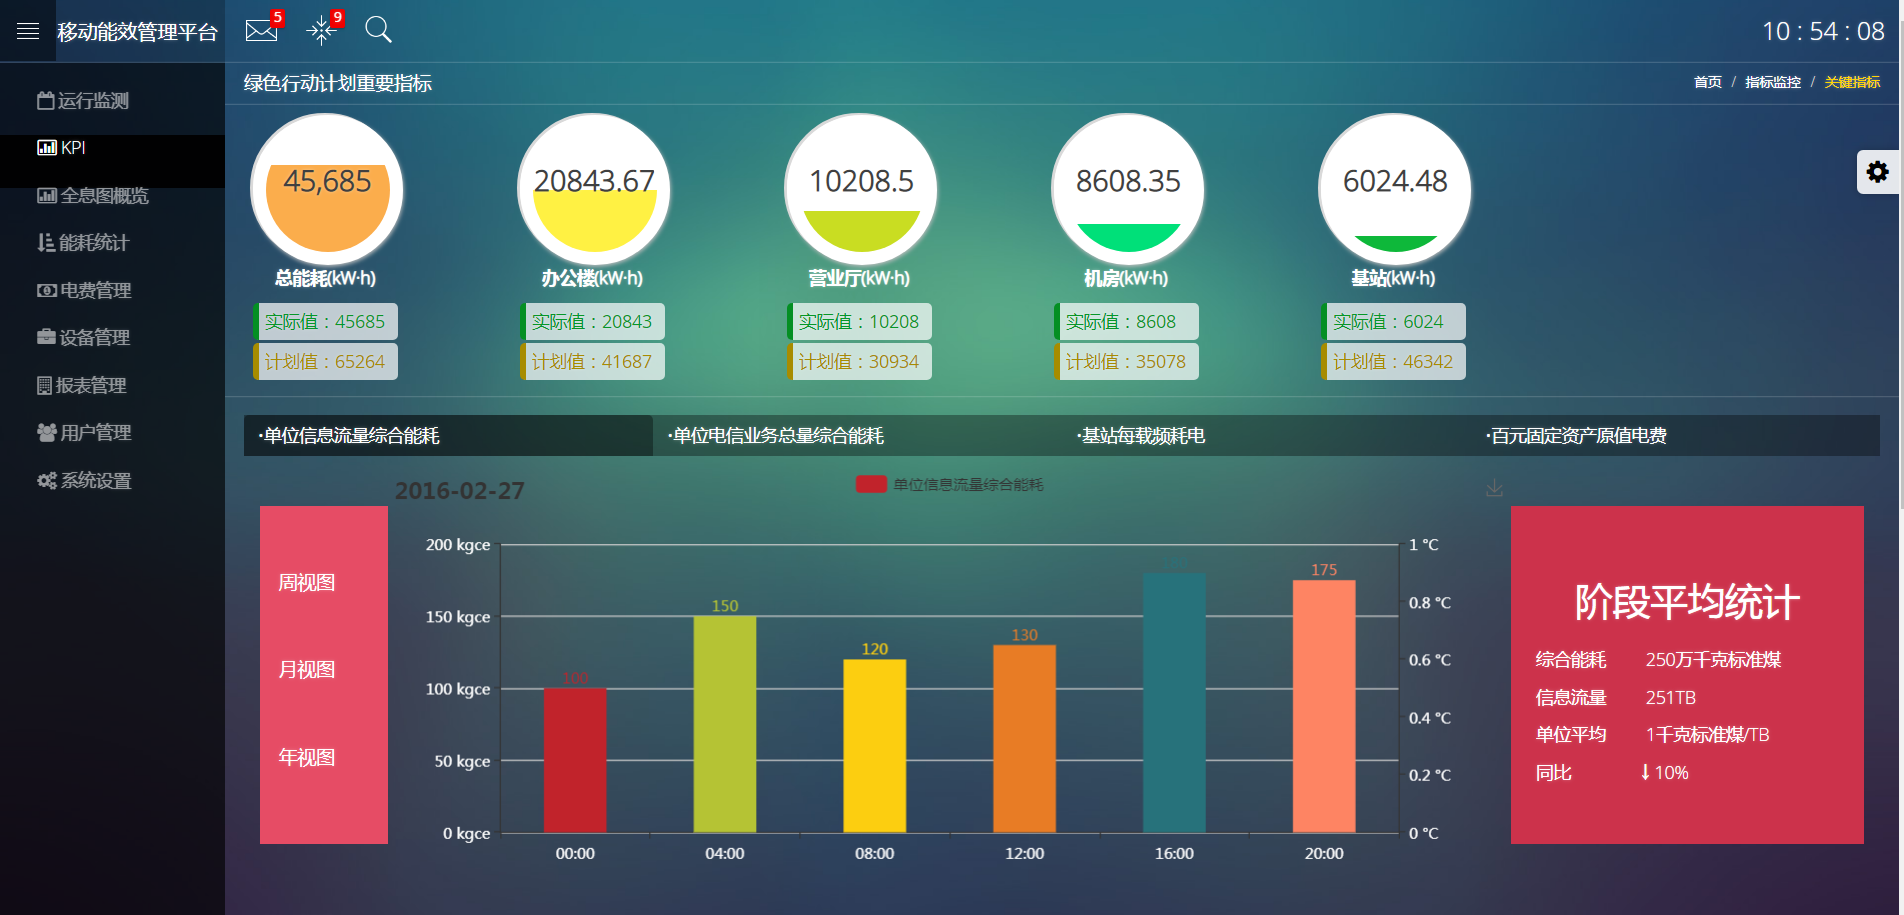 移动能效管理平台
5
9
10 : 54 : 08
绿色行动计划重要指标
首页 / 指标监控 / 关键指标
运行监测
KPI
全息图概览
能耗统计
电费管理
设备管理
报表管理
用户管理
系统设置
45,685
20843.67
10208.5
8608.35
6024.48
总能耗(kW·h)
办公楼(kW·h)
营业厅(kW·h)
机房(kW·h)
基站(kW·h)
实际值：45685
实际值：20843
实际值：10208
实际值：8608
实际值：6024
计划值：65264
计划值：41687
计划值：30934
计划值：35078
计划值：46342
·单位信息流量综合能耗
·单位电信业务总量综合能耗
·基站每载频耗电
·百元固定资产原值电费
2016-02-27
单位信息流量综合能耗
周视图
月视图
年视图
200 kgce
150 kgce
100 kgce
50 kgce
0 kgce
100
150
120
130
175
1 °C
0.8 °C
0.6 °C
0.4 °C
0.2 °C
0 °C
00:00
04:00
08:00
12:00
16:00
20:00
阶段平均统计
综合能耗 250万千克标准煤
信息流量 251TB
单位平均 1千克标准煤/TB
同比 10%